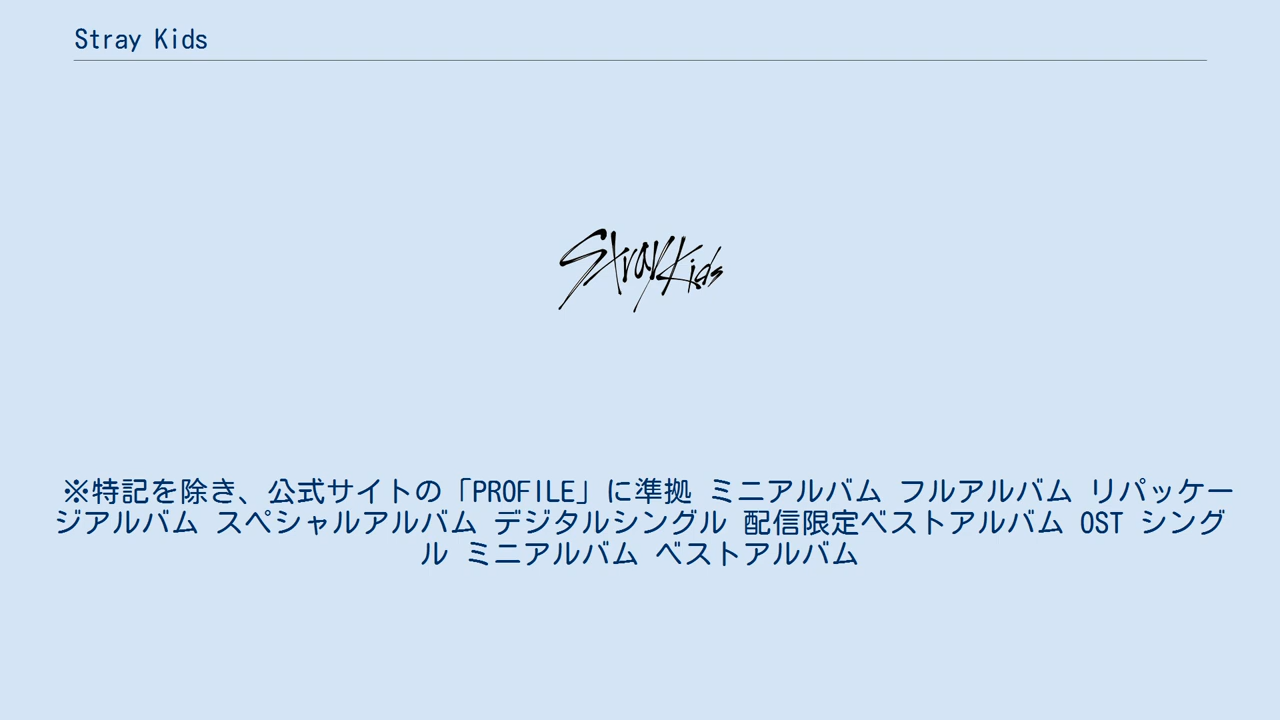 Stray Kids
Stray Kids
※特記を除き、公式サイトの「PROFILE」に準拠 ミニアルバム フルアルバム リパッケー
ジアルバム スペシャルアルバム デジタルシングル 配信限定ベストアルバム OST シング
ル ミニアルバム ベストアルバム